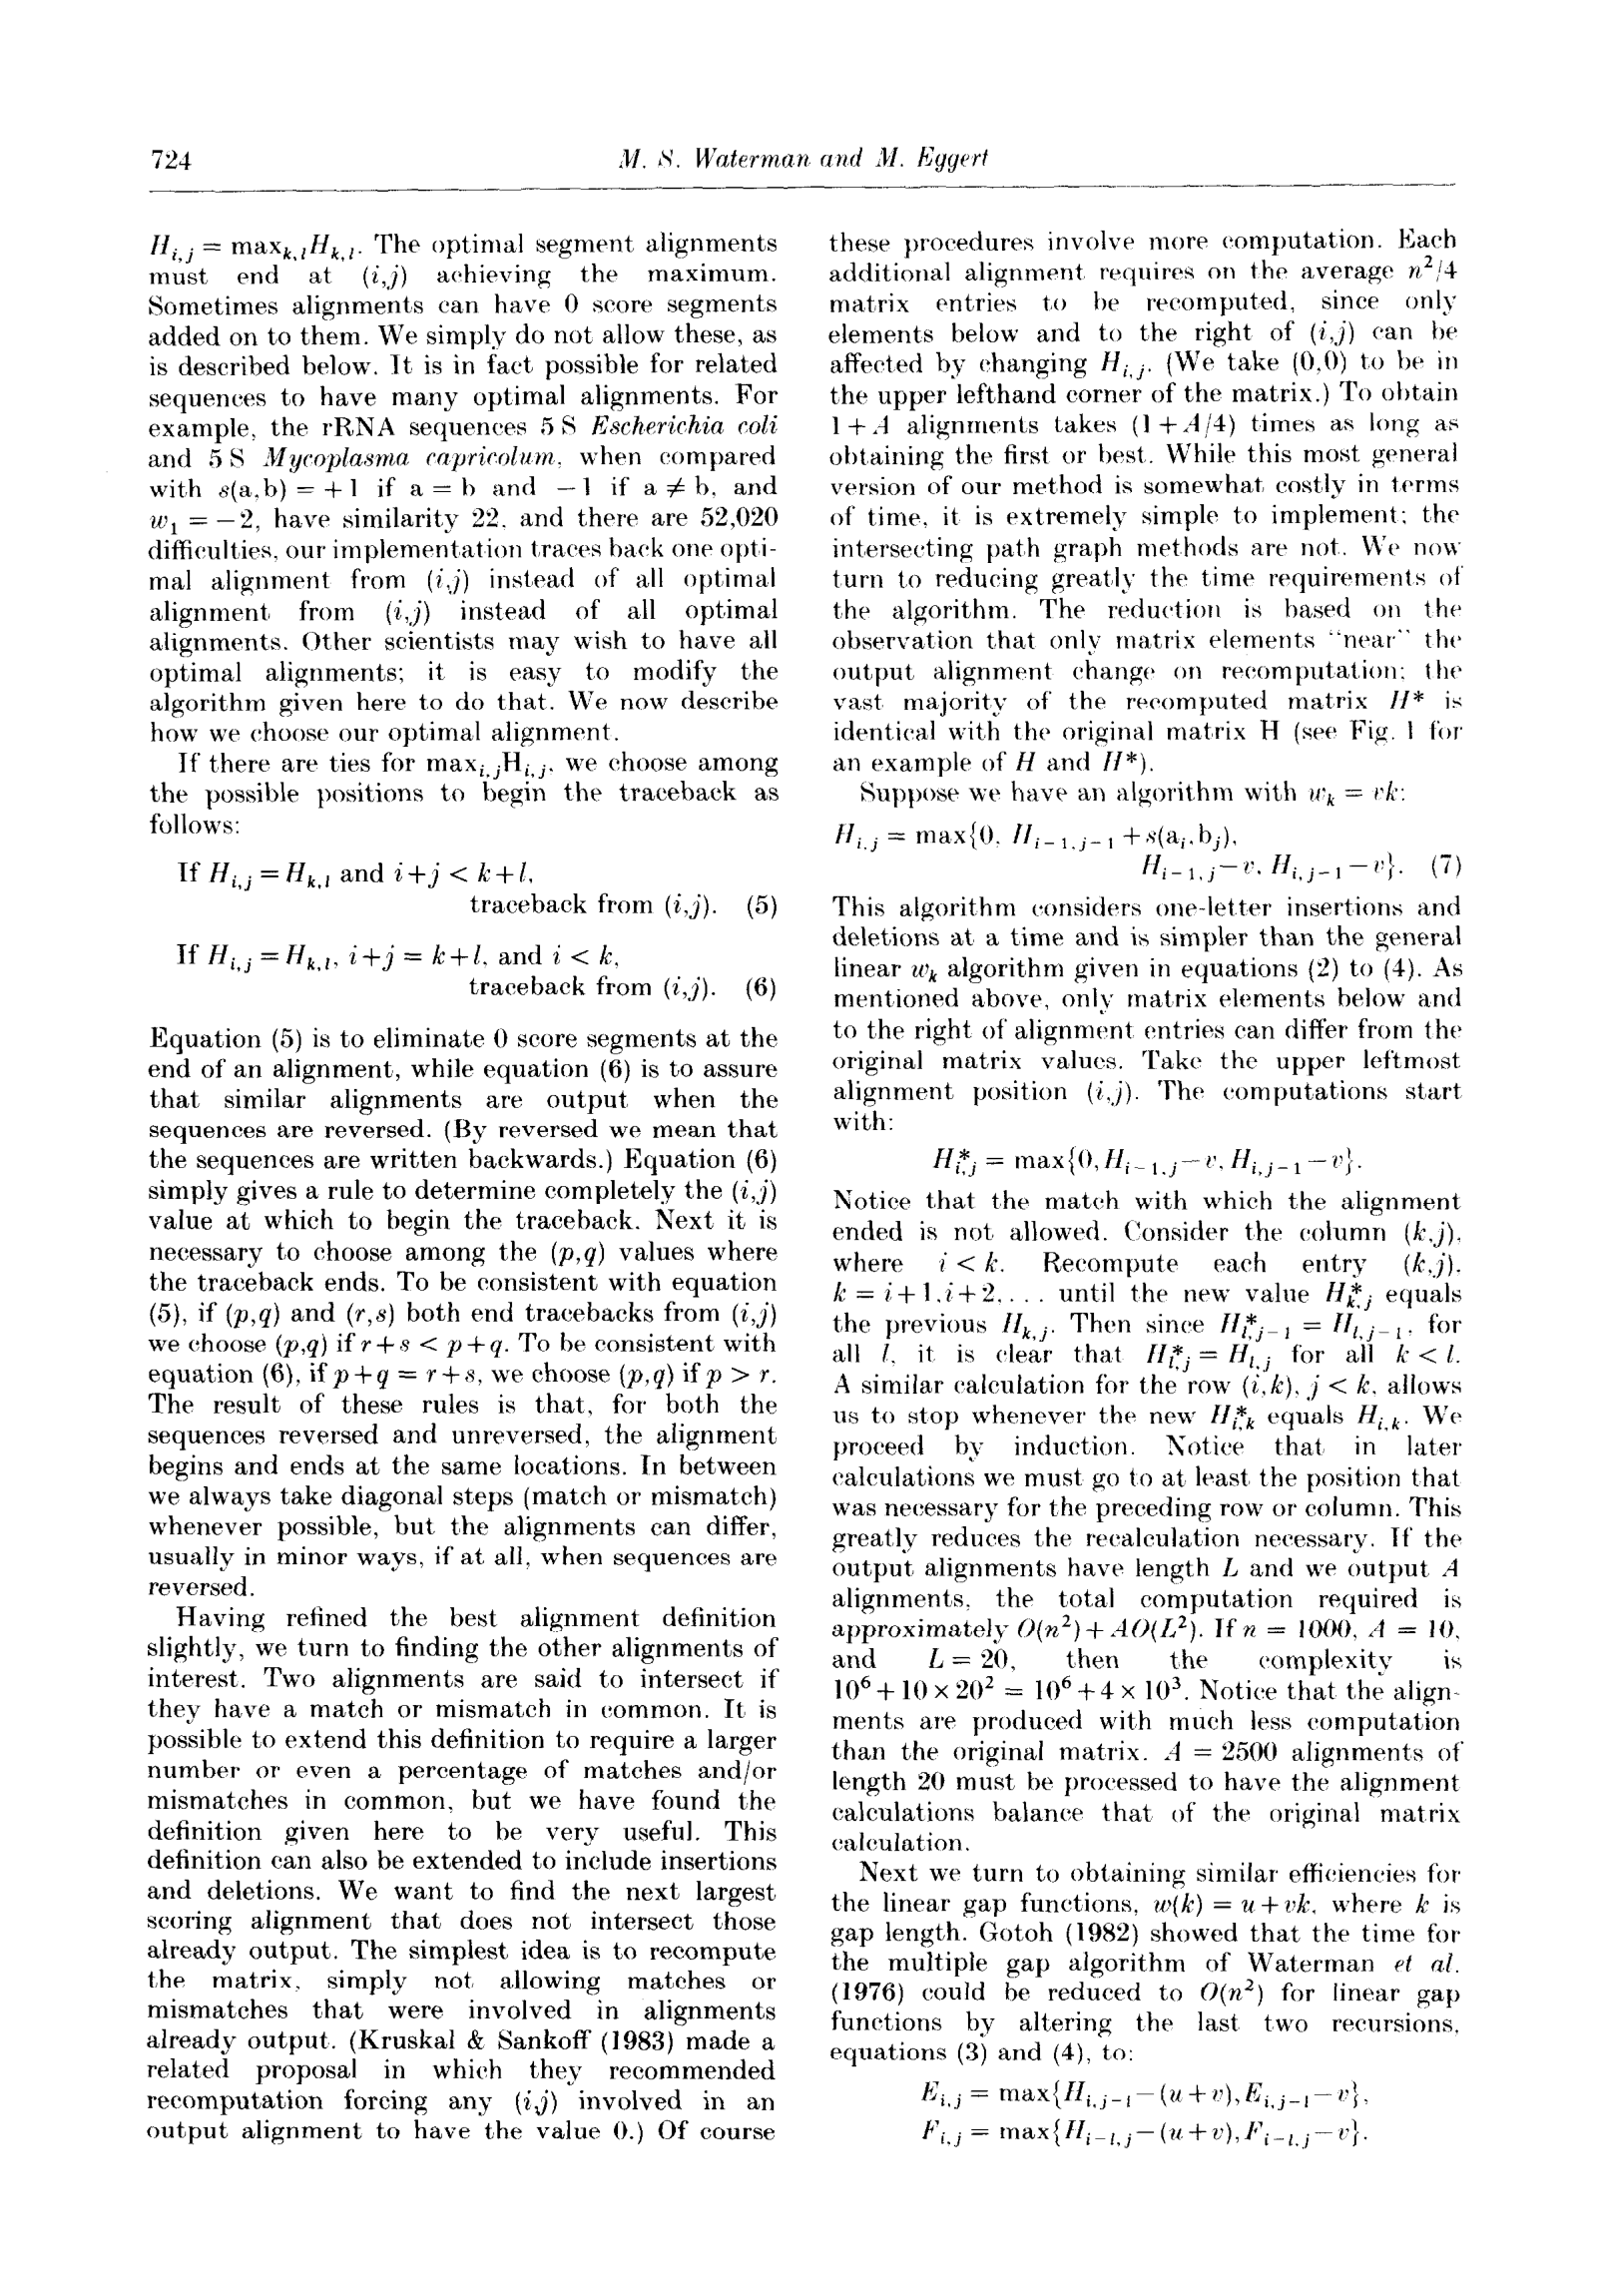 724
M. S. Waterman and M. Eggert
H_{i,j} = max_{k,l}H_{k,l}. The optimal segment alignments
must end at (i,j) achieving the maximum.
Sometimes alignments can have 0 score segments
added on to them. We simply do not allow these, as
is described below. It is in fact possible for related
sequences to have many optimal alignments. For
example, the rRNA sequences 5 S Escherichia coli
and 5 S Mycoplasma capricolum, when compared
with s(a,b) = +1 if a = b and −1 if a ≠ b, and
w_1 = −2, have similarity 22, and there are 52,020
difficulties, our implementation traces back one opti-
mal alignment from (i,j) instead of all optimal
alignment from (i,j) instead of all optimal
alignments. Other scientists may wish to have all
optimal alignments; it is easy to modify the
algorithm given here to do that. We now describe
how we choose our optimal alignment.
If there are ties for max_{i,j}H_{i,j}, we choose among
the possible positions to begin the traceback as
follows:
If H_{i,j} = H_{k,l} and i+j < k+l,
traceback from (i,j). (5)
If H_{i,j} = H_{k,l}, i+j = k+l, and i < k,
traceback from (i,j). (6)
Equation (5) is to eliminate 0 score segments at the
end of an alignment, while equation (6) is to assure
that similar alignments are output when the
sequences are reversed. (By reversed we mean that
the sequences are written backwards.) Equation (6)
simply gives a rule to determine completely the (i,j)
value at which to begin the traceback. Next it is
necessary to choose among the (p,q) values where
the traceback ends. To be consistent with equation
(5), if (p,q) and (r,s) both end tracebacks from (i,j)
we choose (p,q) if r+s < p+q. To be consistent with
equation (6), if p+q = r+s, we choose (p,q) if p > r.
The result of these rules is that, for both the
sequences reversed and unreversed, the alignment
begins and ends at the same locations. In between
we always take diagonal steps (match or mismatch)
whenever possible, but the alignments can differ,
usually in minor ways, if at all, when sequences are
reversed.
Having refined the best alignment definition
slightly, we turn to finding the other alignments of
interest. Two alignments are said to intersect if
they have a match or mismatch in common. It is
possible to extend this definition to require a larger
number or even a percentage of matches and/or
mismatches in common, but we have found the
definition given here to be very useful. This
definition can also be extended to include insertions
and deletions. We want to find the next largest
scoring alignment that does not intersect those
already output. The simplest idea is to recompute
the matrix, simply not allowing matches or
mismatches that were involved in alignments
already output. (Kruskal & Sankoff (1983) made a
related proposal in which they recommended
recomputation forcing any (i,j) involved in an
output alignment to have the value 0.) Of course
these procedures involve more computation. Each
additional alignment requires on the average n²/4
matrix entries to be recomputed, since only
elements below and to the right of (i,j) can be
affected by changing H_{i,j}. (We take (0,0) to be in
the upper lefthand corner of the matrix.) To obtain
1+A alignments takes (1+A/4) times as long as
obtaining the first or best. While this most general
version of our method is somewhat costly in terms
of time, it is extremely simple to implement; the
intersecting path graph methods are not. We now
turn to reducing greatly the time requirements of
the algorithm. The reduction is based on the
observation that only matrix elements "near" the
output alignment change on recomputation; the
vast majority of the recomputed matrix H* is
identical with the original matrix H (see Fig. 1 for
an example of H and H*).
Suppose we have an algorithm with w_k = vk:
H_{i,j} = max{0, H_{i−1,j−1} + s(a_i,b_j),
H_{i−1,j}−v, H_{i,j−1}−v}. (7)
This algorithm considers one-letter insertions and
deletions at a time and is simpler than the general
linear w_k algorithm given in equations (2) to (4). As
mentioned above, only matrix elements below and
to the right of alignment entries can differ from the
original matrix values. Take the upper leftmost
alignment position (i,j). The computations start
with:
H*_{i,j} = max{0, H_{i−1,j}−v, H_{i,j−1}−v}.
Notice that the match with which the alignment
ended is not allowed. Consider the column (k,j),
where i < k. Recompute each entry (k,j),
k = i+1,i+2,... until the new value H*_{k,j} equals
the previous H_{k,j}. Then since H*_{l,j−1} = H_{l,j−1}, for
all l, it is clear that H*_{l,j} = H_{l,j} for all k < l.
A similar calculation for the row (i,k), j < k, allows
us to stop whenever the new H*_{i,k} equals H_{i,k}. We
proceed by induction. Notice that in later
calculations we must go to at least the position that
was necessary for the preceding row or column. This
greatly reduces the recalculation necessary. If the
output alignments have length L and we output A
alignments, the total computation required is
approximately O(n²)+AO(L²). If n = 1000, A = 10,
and L = 20, then the complexity is
10⁶+10×20² = 10⁶+4×10³. Notice that the align-
ments are produced with much less computation
than the original matrix. A = 2500 alignments of
length 20 must be processed to have the alignment
calculations balance that of the original matrix
calculation.
Next we turn to obtaining similar efficiencies for
the linear gap functions, w(k) = u+vk, where k is
gap length. Gotoh (1982) showed that the time for
the multiple gap algorithm of Waterman et al.
(1976) could be reduced to O(n²) for linear gap
functions by altering the last two recursions,
equations (3) and (4), to:
E_{i,j} = max{H_{i,j−1}−(u+v),E_{i,j−1}−v},
F_{i,j} = max{H_{i−1,j}−(u+v),F_{i−1,j}−v}.